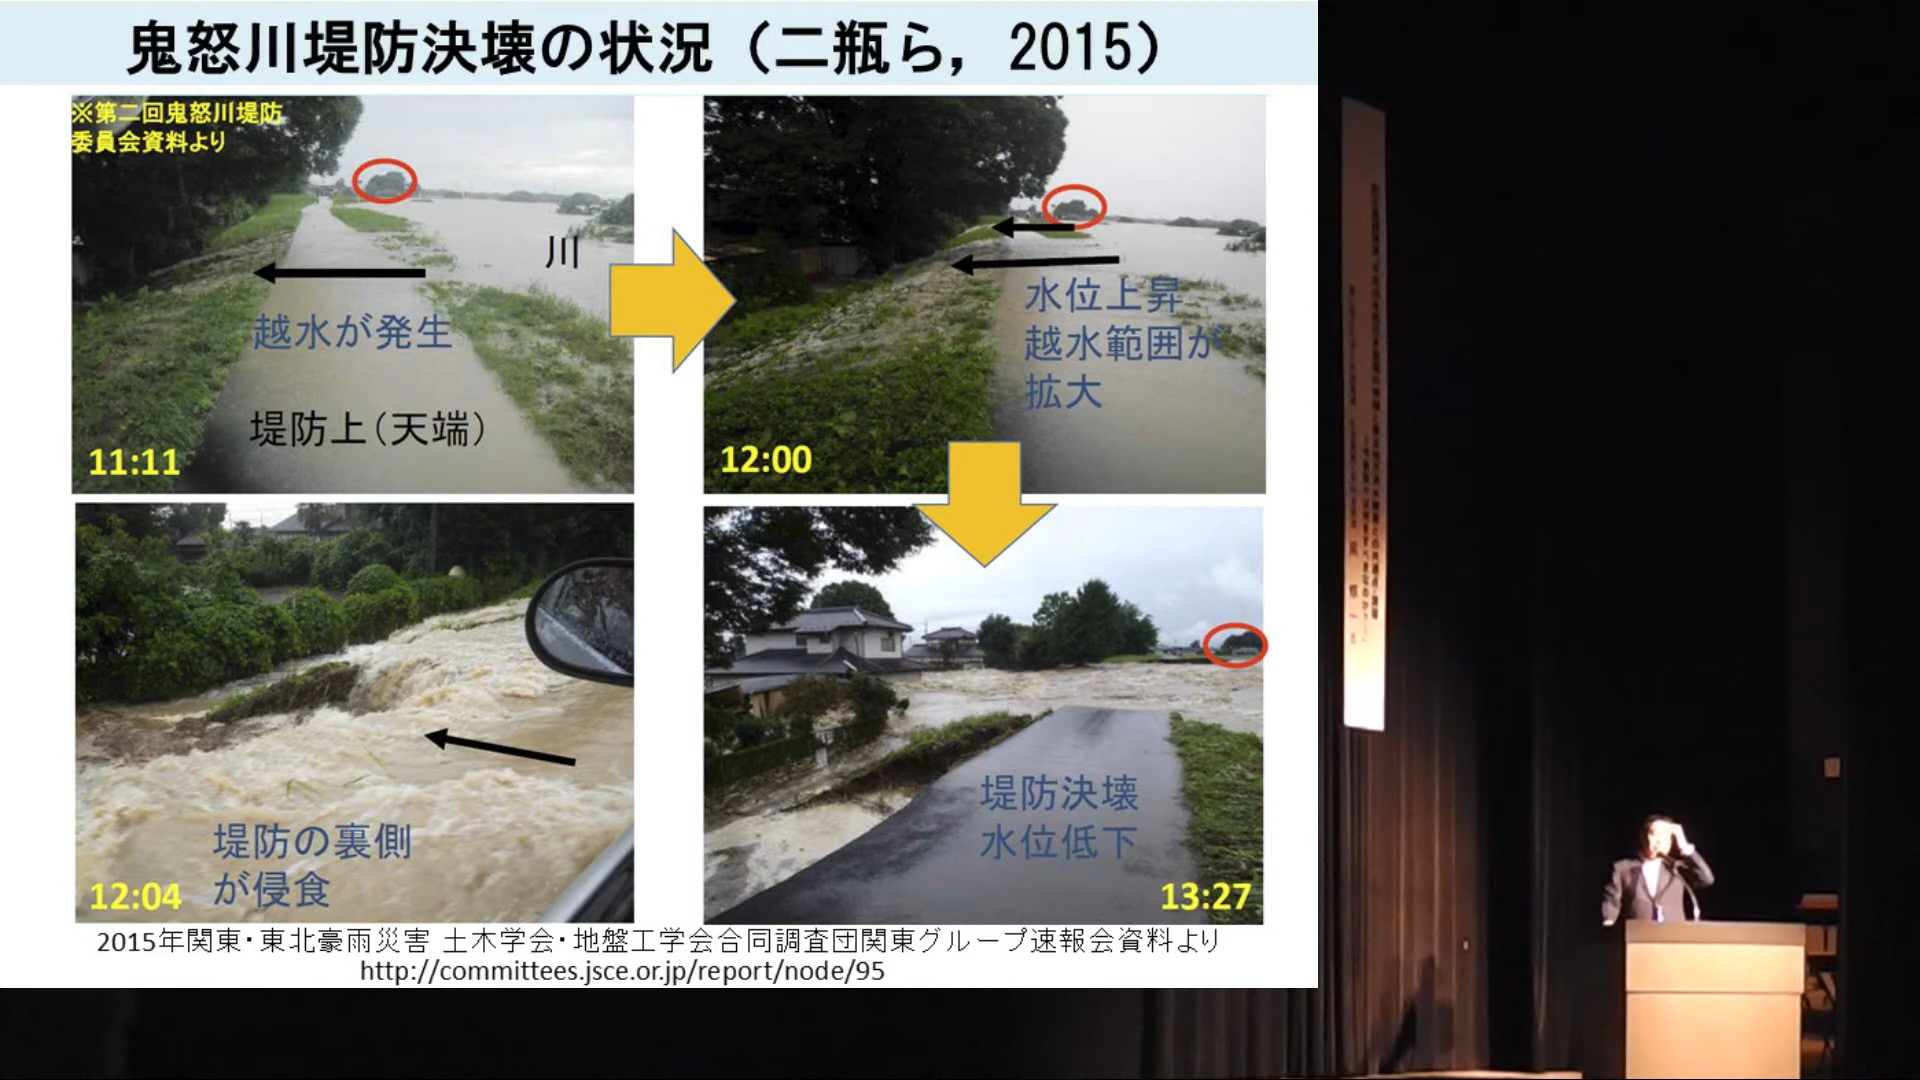 鬼怒川堤防決壊の状況（二瓶ら，2015）
※第二回鬼怒川堤防
委員会資料より
川
越水が発生
堤防上（天端）
11:11
水位上昇
越水範囲が
拡大
12:00
堤防の裏側
が侵食
12:04
堤防決壊
水位低下
13:27
2015年関東・東北豪雨災害 土木学会・地盤工学会合同調査団関東グループ速報会資料より
http://committees.jsce.or.jp/report/node/95